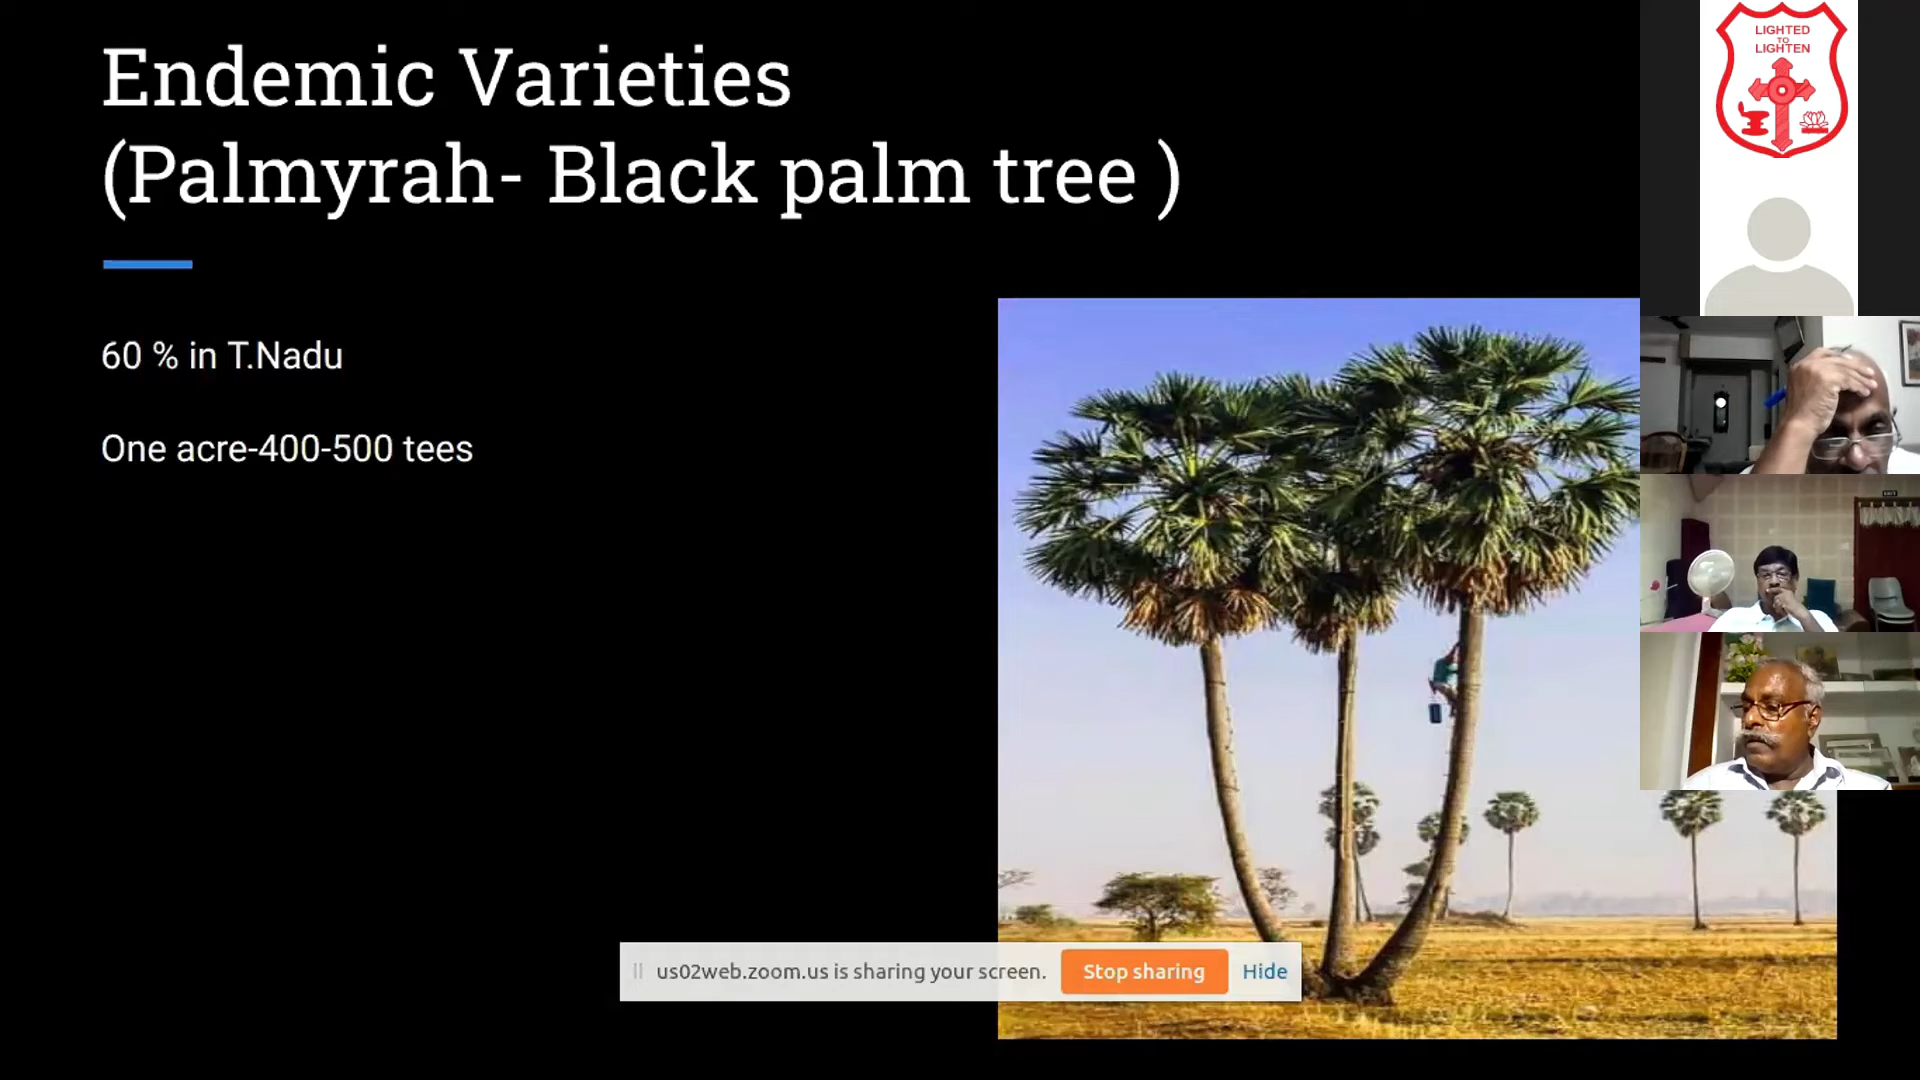 Endemic Varieties
(Palmyrah- Black palm tree )
60 % in T.Nadu
One acre-400-500 tees
us02web.zoom.us is sharing your screen. Stop sharing Hide
LIGHTED
TO
LIGHTEN